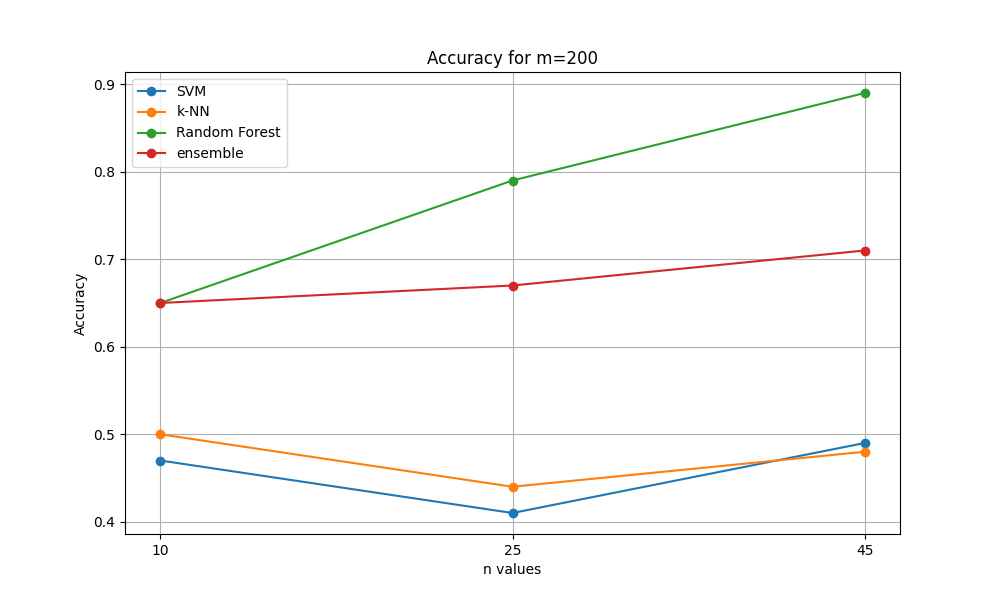 Accuracy for m=200
SVM
k-NN
Random Forest
ensemble
0.9
0.8
0.7
0.6
0.5
0.4
Accuracy
10
25
45
n values